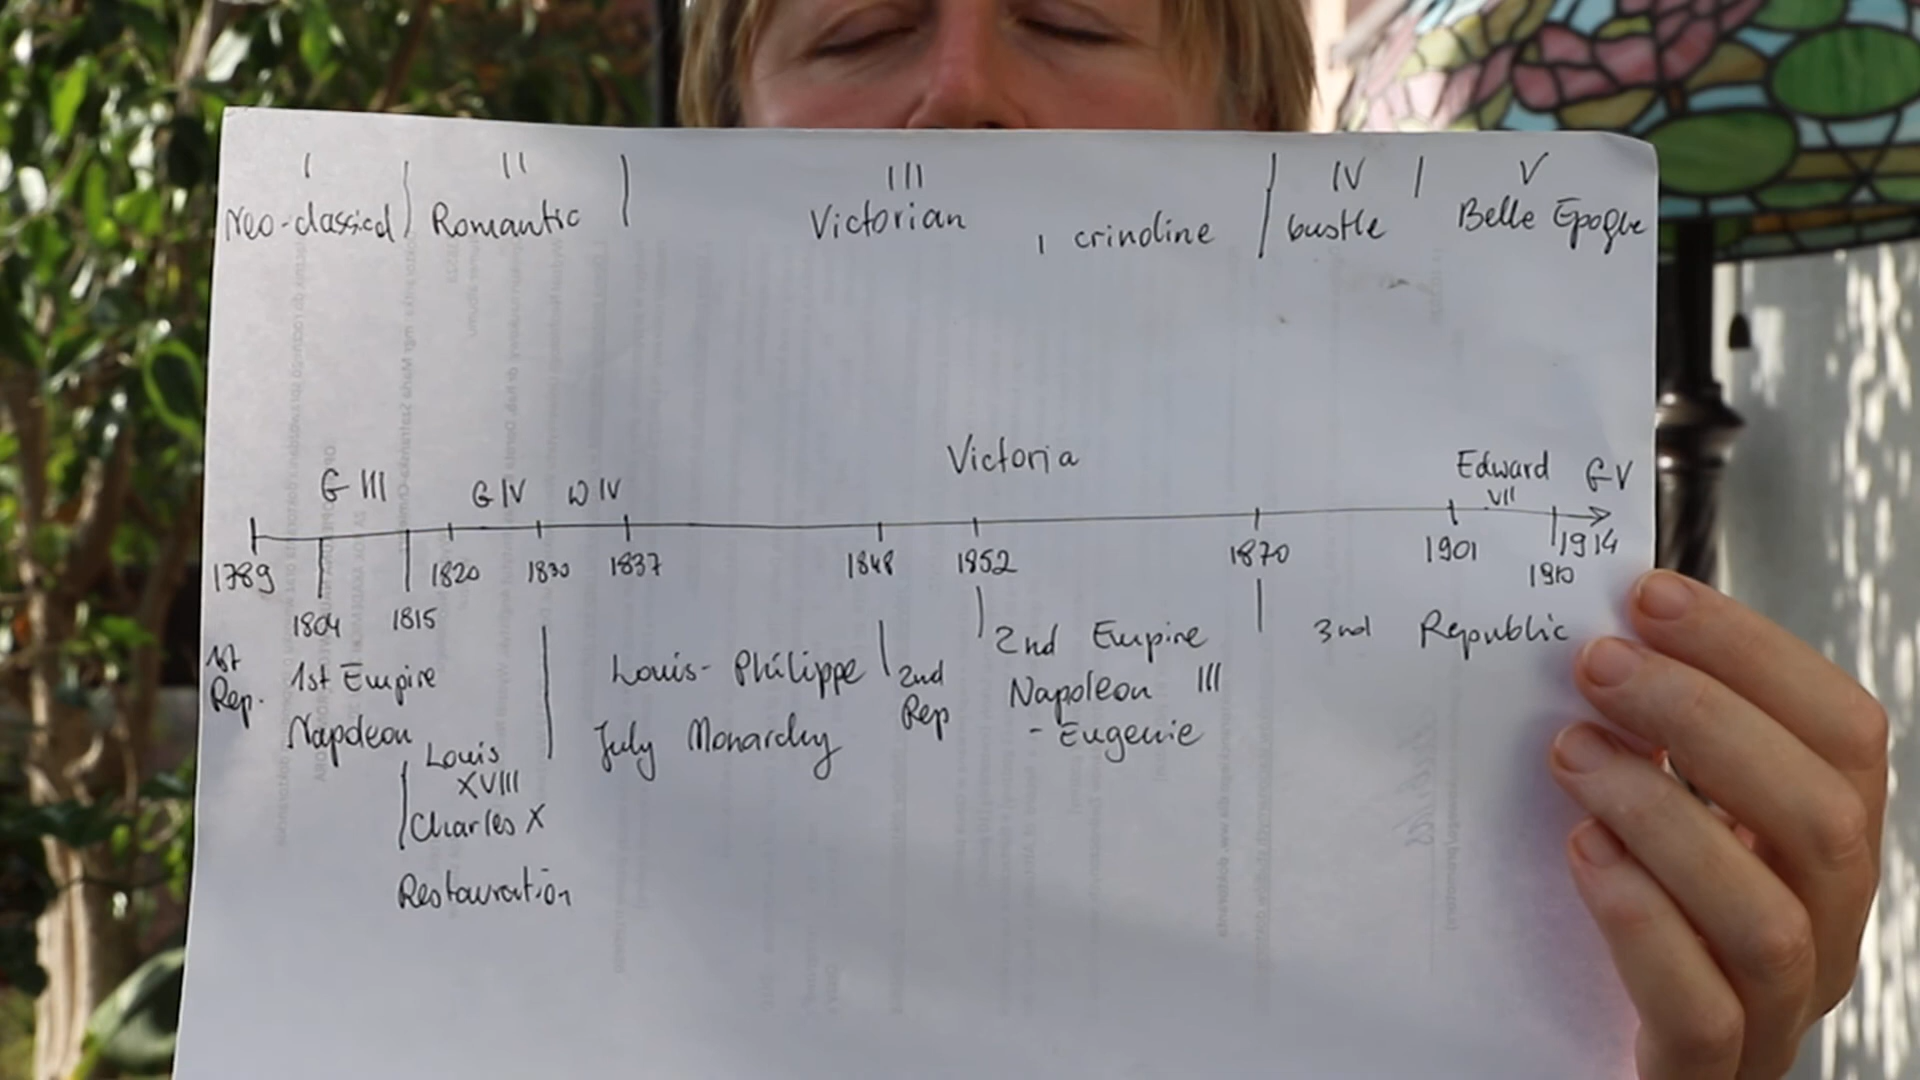 I II III IV V
Neo-classical Romantic Victorian crinoline bustle Belle Epoque
Victoria
G III G IV W IV Edward VII G V
1789 1804 1815 1820 1830 1837 1848 1852 1870 1901 1910 1914
1st Rep.
1st Empire
Napoleon
Louis XVIII
Charles X
Restauration
Louis-Philippe
July Monarchy
2nd Rep
2nd Empire
Napoleon III
- Eugenie
3rd Republic